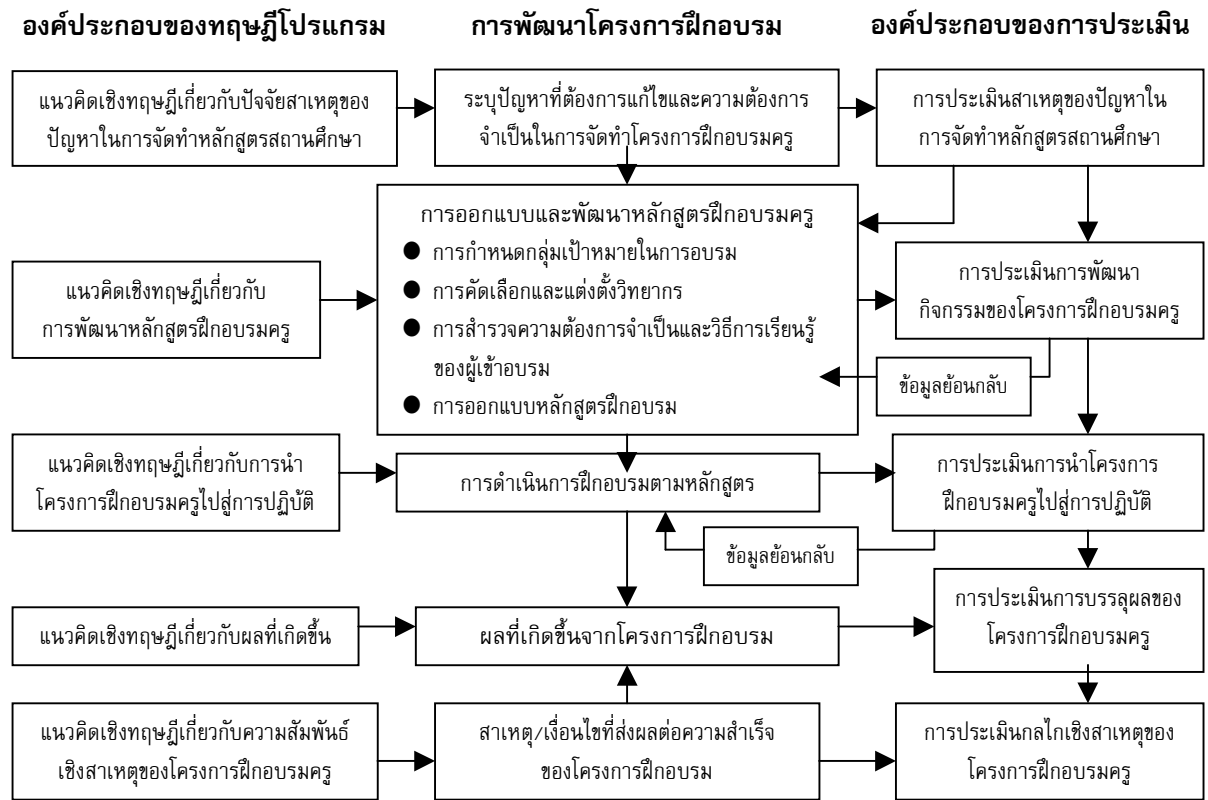 องค์ประกอบของทฤษฎีโปรแกรม
การพัฒนาโครงการฝึกอบรม
องค์ประกอบของการประเมิน
แนวคิดเชิงทฤษฎีเกี่ยวกับปัจจัยสาเหตุของ
ปัญหาในการจัดทำหลักสูตรสถานศึกษา
ระบุปัญหาที่ต้องการแก้ไขและความต้องการ
จำเป็นในการจัดทำโครงการฝึกอบรมครู
การประเมินสาเหตุของปัญหาใน
การจัดทำหลักสูตรสถานศึกษา
แนวคิดเชิงทฤษฎีเกี่ยวกับ
การพัฒนาหลักสูตรฝึกอบรมครู
การออกแบบและพัฒนาหลักสูตรฝึกอบรมครู
● การกำหนดกลุ่มเป้าหมายในการอบรม
● การคัดเลือกและแต่งตั้งวิทยากร
● การสำรวจความต้องการจำเป็นและวิธีการเรียนรู้
ของผู้เข้าอบรม
● การออกแบบหลักสูตรฝึกอบรม
การประเมินการพัฒนา
กิจกรรมของโครงการฝึกอบรมครู
ข้อมูลย้อนกลับ
แนวคิดเชิงทฤษฎีเกี่ยวกับการนำ
โครงการฝึกอบรมครูไปสู่การปฏิบัติ
การดำเนินการฝึกอบรมตามหลักสูตร
การประเมินการนำโครงการ
ฝึกอบรมครูไปสู่การปฏิบัติ
ข้อมูลย้อนกลับ
แนวคิดเชิงทฤษฎีเกี่ยวกับผลที่เกิดขึ้น
ผลที่เกิดขึ้นจากโครงการฝึกอบรม
การประเมินการบรรลุผลของ
โครงการฝึกอบรมครู
แนวคิดเชิงทฤษฎีเกี่ยวกับความสัมพันธ์
เชิงสาเหตุของโครงการฝึกอบรมครู
สาเหตุ/เงื่อนไขที่ส่งผลต่อความสำเร็จ
ของโครงการฝึกอบรม
การประเมินกลไกเชิงสาเหตุของ
โครงการฝึกอบรมครู